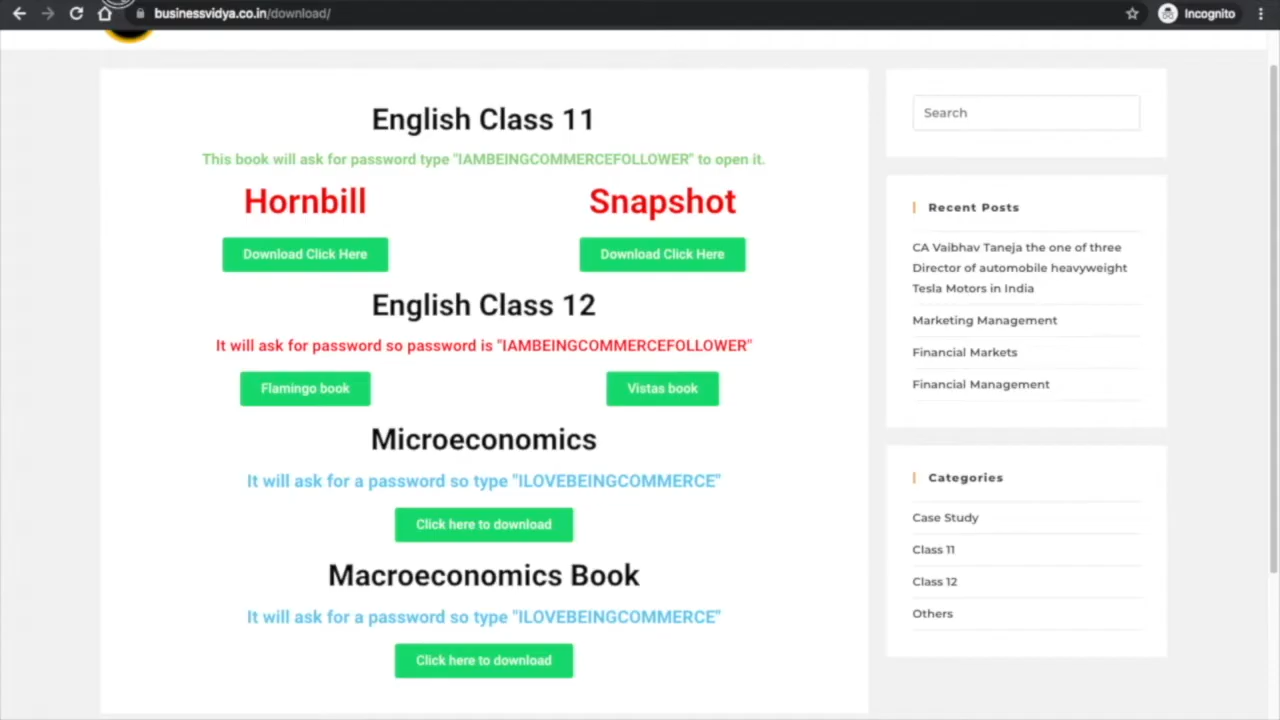 businessvidya.co.in/download/
Incognito
English Class 11
This book will ask for password type "IAMBEINGCOMMERCEFOLLOWER" to open it.
Hornbill
Snapshot
Download Click Here
Download Click Here
English Class 12
It will ask for password so password is "IAMBEINGCOMMERCEFOLLOWER"
Flamingo book
Vistas book
Microeconomics
It will ask for a password so type "ILOVEBEINGCOMMERCE"
Click here to download
Macroeconomics Book
It will ask for a password so type "ILOVEBEINGCOMMERCE"
Click here to download
Search
Recent Posts
CA Vaibhav Taneja the one of three
Director of automobile heavyweight
Tesla Motors in India
Marketing Management
Financial Markets
Financial Management
Categories
Case Study
Class 11
Class 12
Others